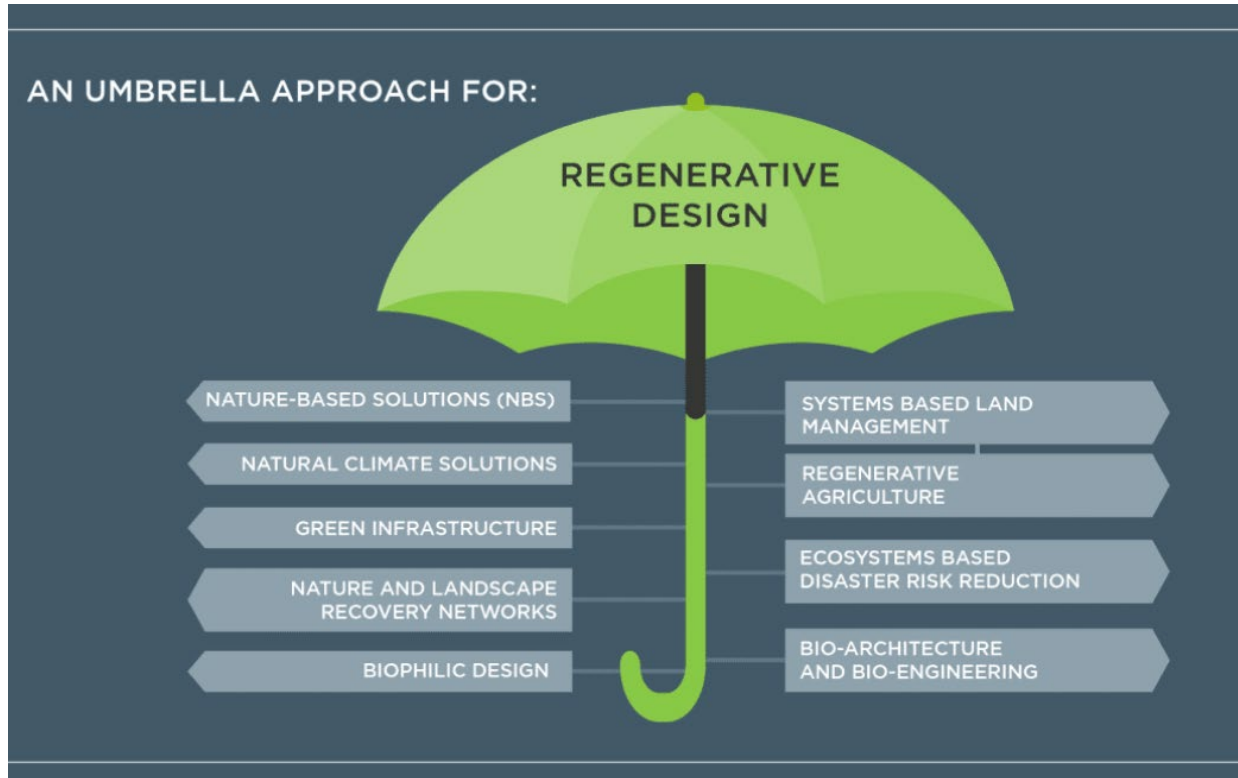 AN UMBRELLA APPROACH FOR:
REGENERATIVE
DESIGN
NATURE-BASED SOLUTIONS (NBS)
NATURAL CLIMATE SOLUTIONS
GREEN INFRASTRUCTURE
NATURE AND LANDSCAPE
RECOVERY NETWORKS
BIOPHILIC DESIGN
SYSTEMS BASED LAND
MANAGEMENT
REGENERATIVE
AGRICULTURE
ECOSYSTEMS BASED
DISASTER RISK REDUCTION
BIO-ARCHITECTURE
AND BIO-ENGINEERING